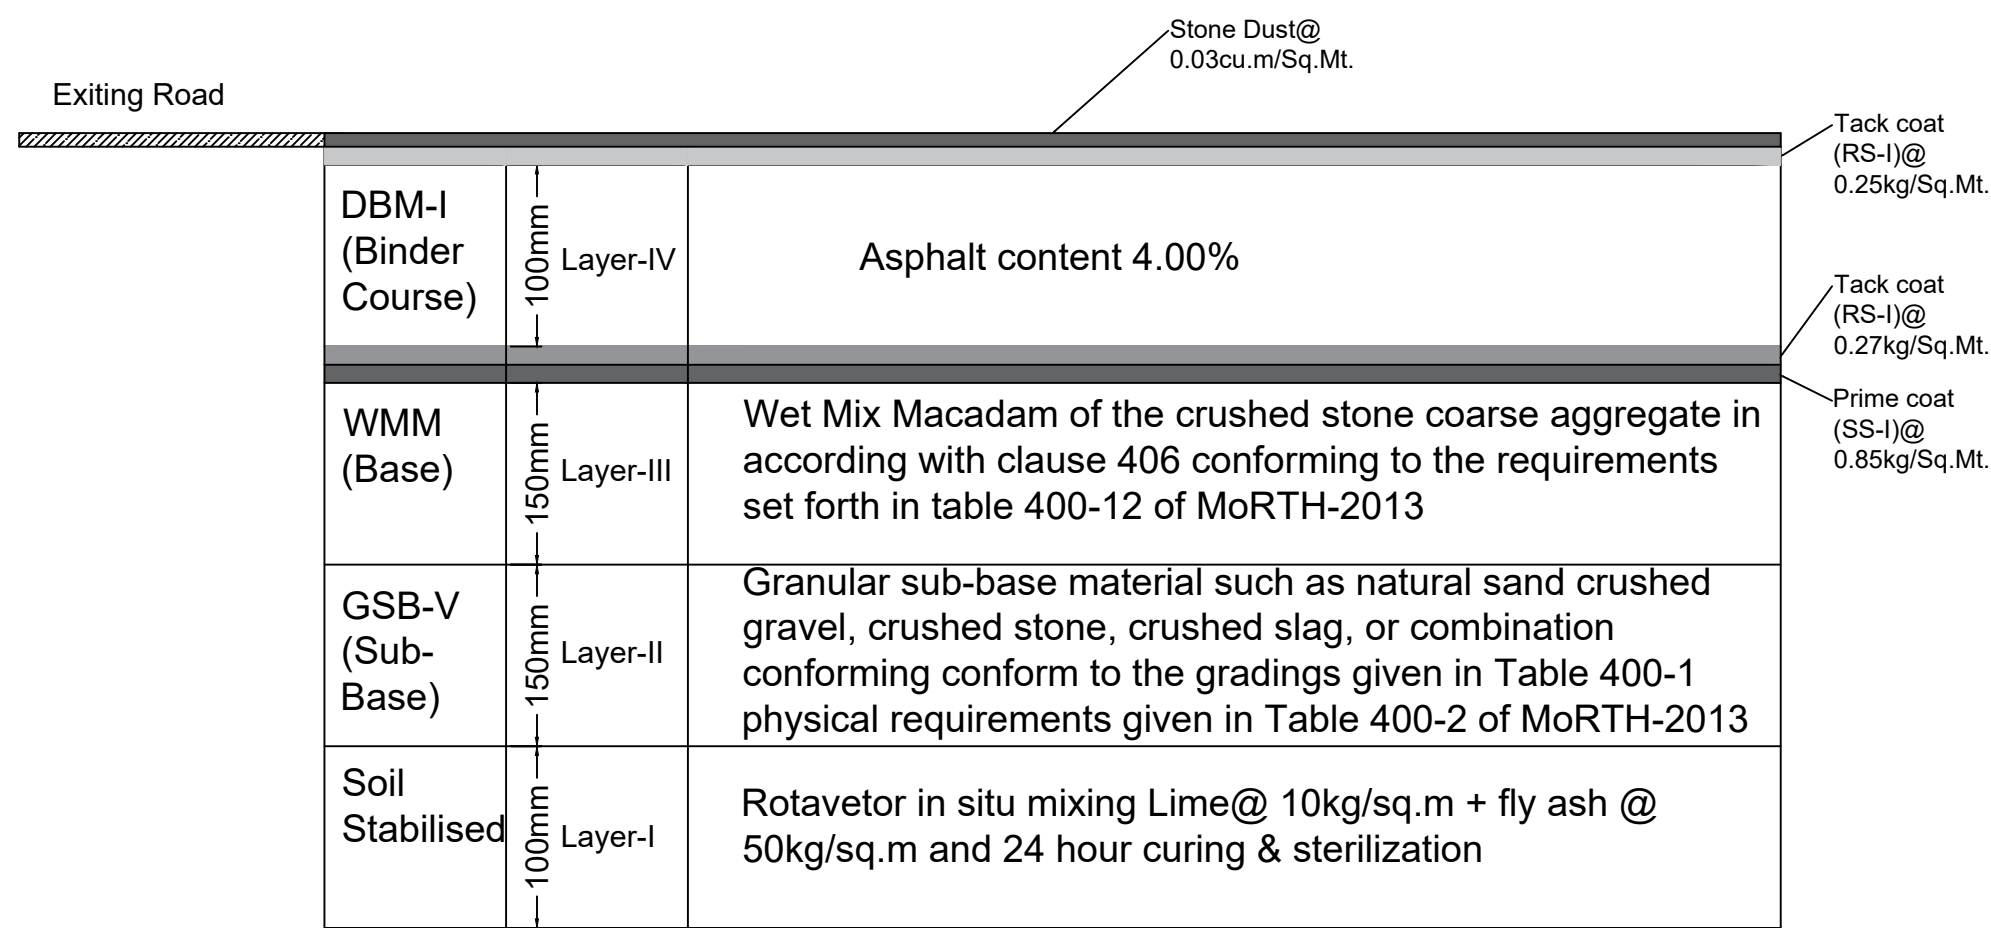 Stone Dust@
0.03cu.m/Sq.Mt.
Exiting Road
Tack coat
(RS-I)@
0.25kg/Sq.Mt.
DBM-I
(Binder
Course)
100mm
Layer-IV
Asphalt content 4.00%
Tack coat
(RS-I)@
0.27kg/Sq.Mt.
Prime coat
(SS-I)@
0.85kg/Sq.Mt.
WMM
(Base)
150mm
Layer-III
Wet Mix Macadam of the crushed stone coarse aggregate in
according with clause 406 conforming to the requirements
set forth in table 400-12 of MoRTH-2013
GSB-V
(Sub-
Base)
150mm
Layer-II
Granular sub-base material such as natural sand crushed
gravel, crushed stone, crushed slag, or combination
conforming conform to the gradings given in Table 400-1
physical requirements given in Table 400-2 of MoRTH-2013
Soil
Stabilised
100mm
Layer-I
Rotavetor in situ mixing Lime@ 10kg/sq.m + fly ash @
50kg/sq.m and 24 hour curing & sterilization